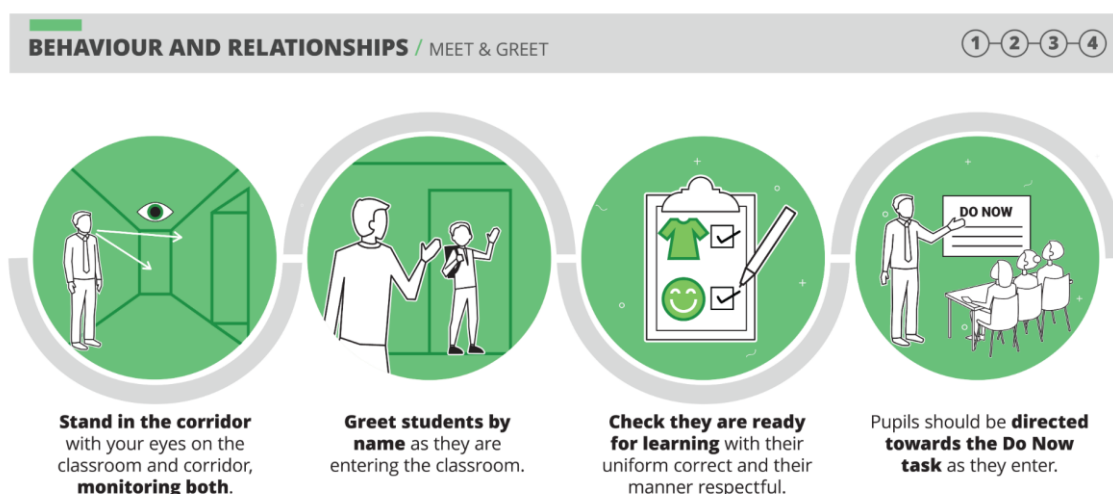 BEHAVIOUR AND RELATIONSHIPS / MEET & GREET
1 2 3 4
DO NOW
Stand in the corridor
with your eyes on the
classroom and corridor,
monitoring both.
Greet students by
name as they are
entering the classroom.
Check they are ready
for learning with their
uniform correct and their
manner respectful.
Pupils should be directed
towards the Do Now
task as they enter.